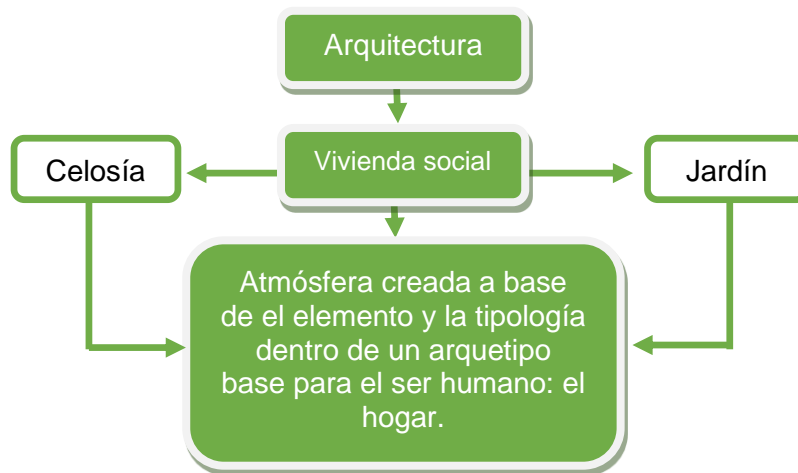 Arquitectura
Celosía
Vivienda social
Jardín
Atmósfera creada a base
de el elemento y la tipología
dentro de un arquetipo
base para el ser humano: el
hogar.